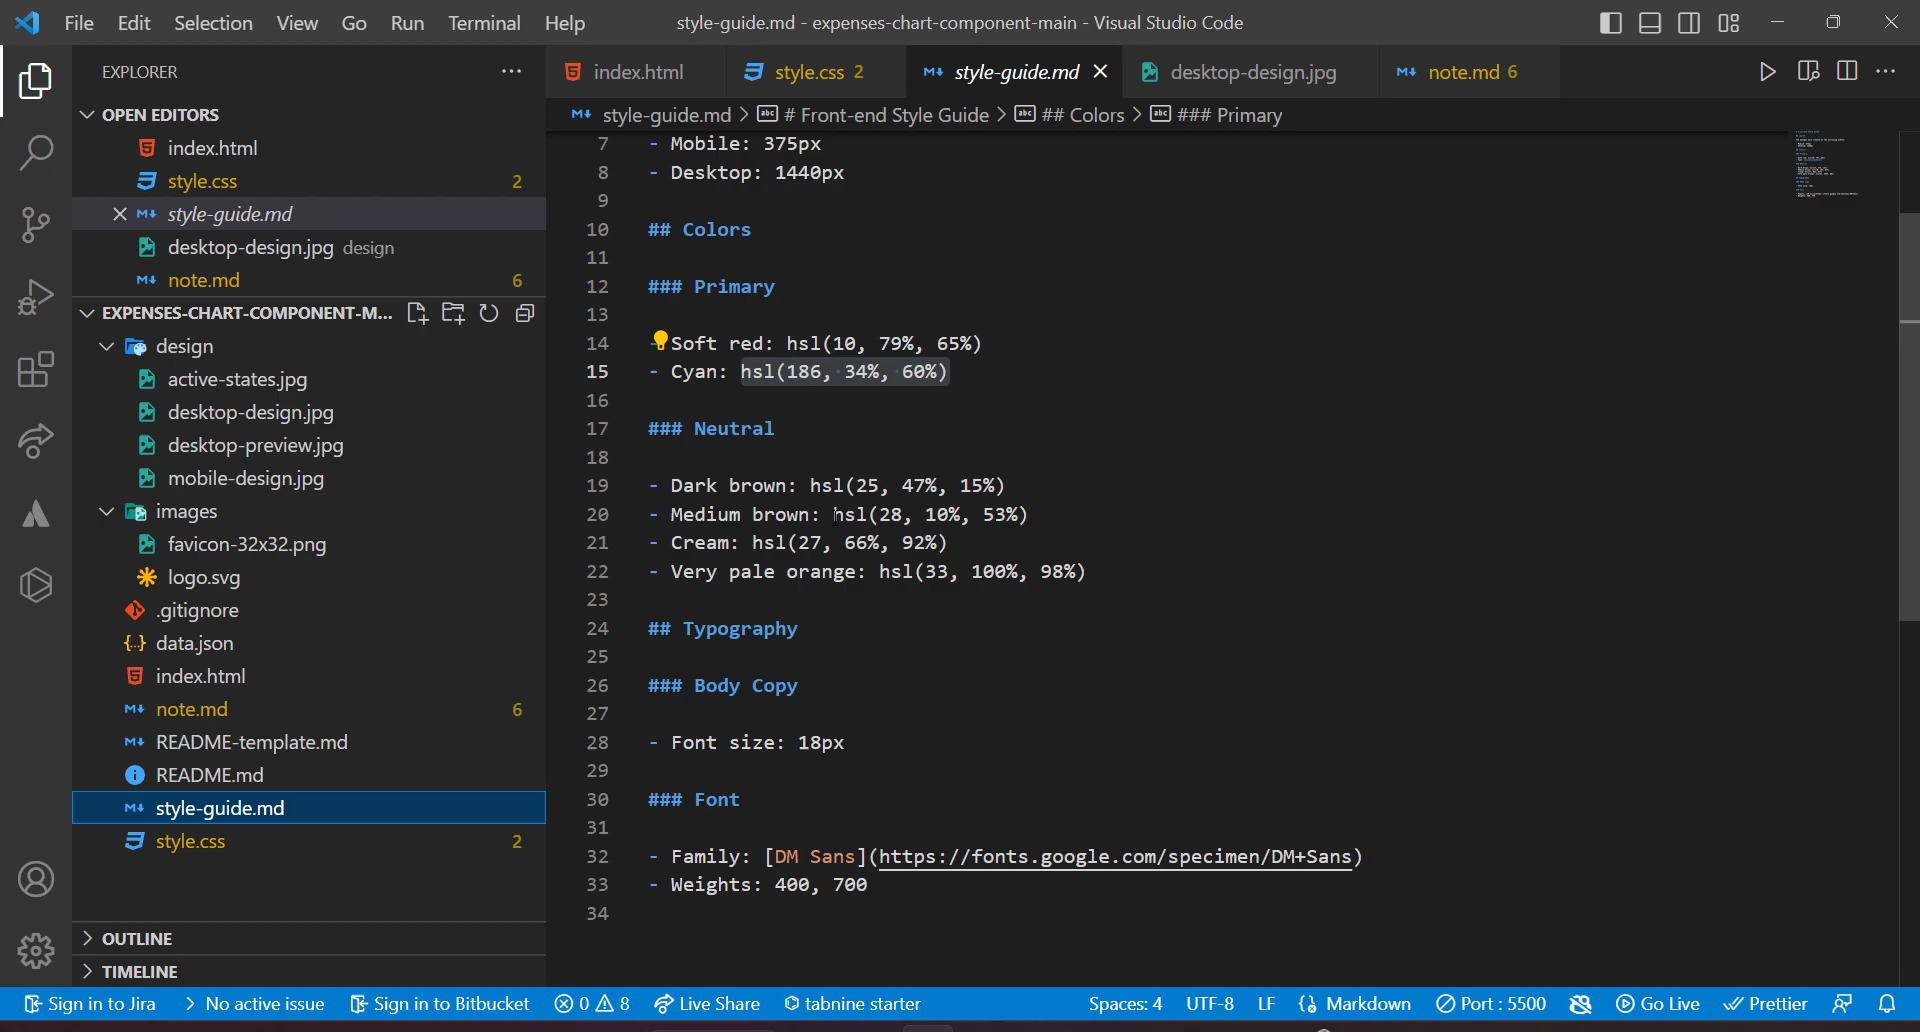 File Edit Selection View Go Run Terminal Help style-guide.md - expenses-chart-component-main - Visual Studio Code
EXPLORER
OPEN EDITORS
index.html
style.css 2
style-guide.md
desktop-design.jpg design
note.md 6
EXPENSES-CHART-COMPONENT-M...
design
active-states.jpg
desktop-design.jpg
desktop-preview.jpg
mobile-design.jpg
images
favicon-32x32.png
logo.svg
.gitignore
data.json
index.html
note.md 6
README-template.md
README.md
style-guide.md
style.css 2
OUTLINE
TIMELINE
index.html style.css 2 style-guide.md desktop-design.jpg note.md 6
style-guide.md > # Front-end Style Guide > ## Colors > ### Primary
7 - Mobile: 375px
8 - Desktop: 1440px
9
10 ## Colors
11
12 ### Primary
13
14 - Soft red: hsl(10, 79%, 65%)
15 - Cyan: hsl(186, 34%, 60%)
16
17 ### Neutral
18
19 - Dark brown: hsl(25, 47%, 15%)
20 - Medium brown: hsl(28, 10%, 53%)
21 - Cream: hsl(27, 66%, 92%)
22 - Very pale orange: hsl(33, 100%, 98%)
23
24 ## Typography
25
26 ### Body Copy
27
28 - Font size: 18px
29
30 ### Font
31
32 - Family: [DM Sans](https://fonts.google.com/specimen/DM+Sans)
33 - Weights: 400, 700
34
Sign in to Jira > No active issue Sign in to Bitbucket 0 8 Live Share tabnine starter Spaces: 4 UTF-8 LF Markdown Port : 5500 Go Live Prettier